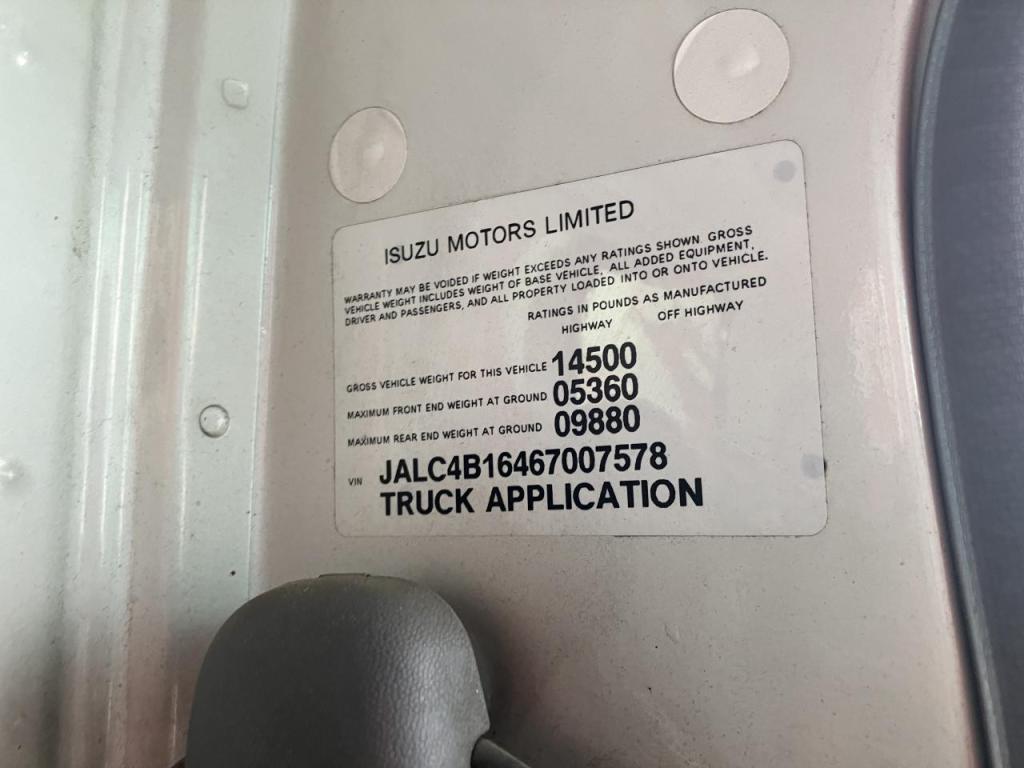 ISUZU MOTORS LIMITED
WARRANTY MAY BE VOIDED IF WEIGHT EXCEEDS ANY RATINGS SHOWN. GROSS
VEHICLE WEIGHT INCLUDES WEIGHT OF BASE VEHICLE, ALL ADDED EQUIPMENT,
DRIVER AND PASSENGERS, AND ALL PROPERTY LOADED INTO OR ONTO VEHICLE.
RATINGS IN POUNDS AS MANUFACTURED
HIGHWAY OFF HIGHWAY
GROSS VEHICLE WEIGHT FOR THIS VEHICLE 14500
MAXIMUM FRONT END WEIGHT AT GROUND 05360
MAXIMUM REAR END WEIGHT AT GROUND 09880
VIN JALC4B16467007578
TRUCK APPLICATION